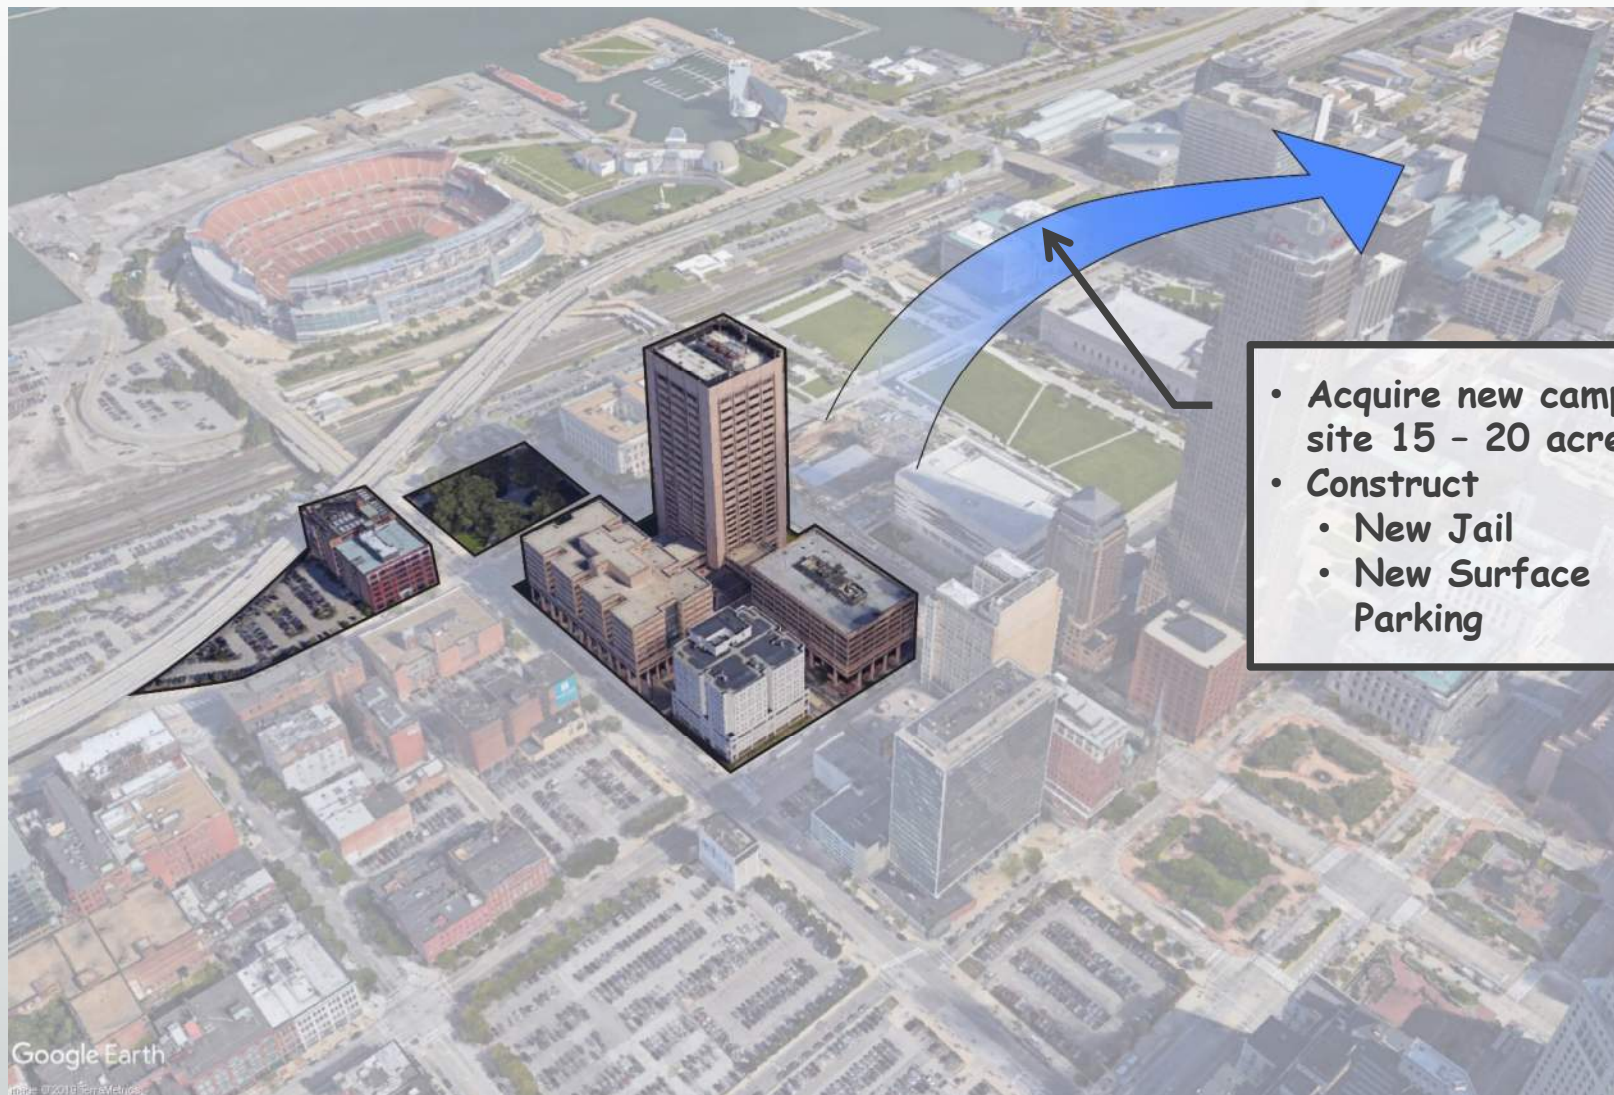 • Acquire new camp
site 15 – 20 acre
• Construct
• New Jail
• New Surface
Parking
Google Earth